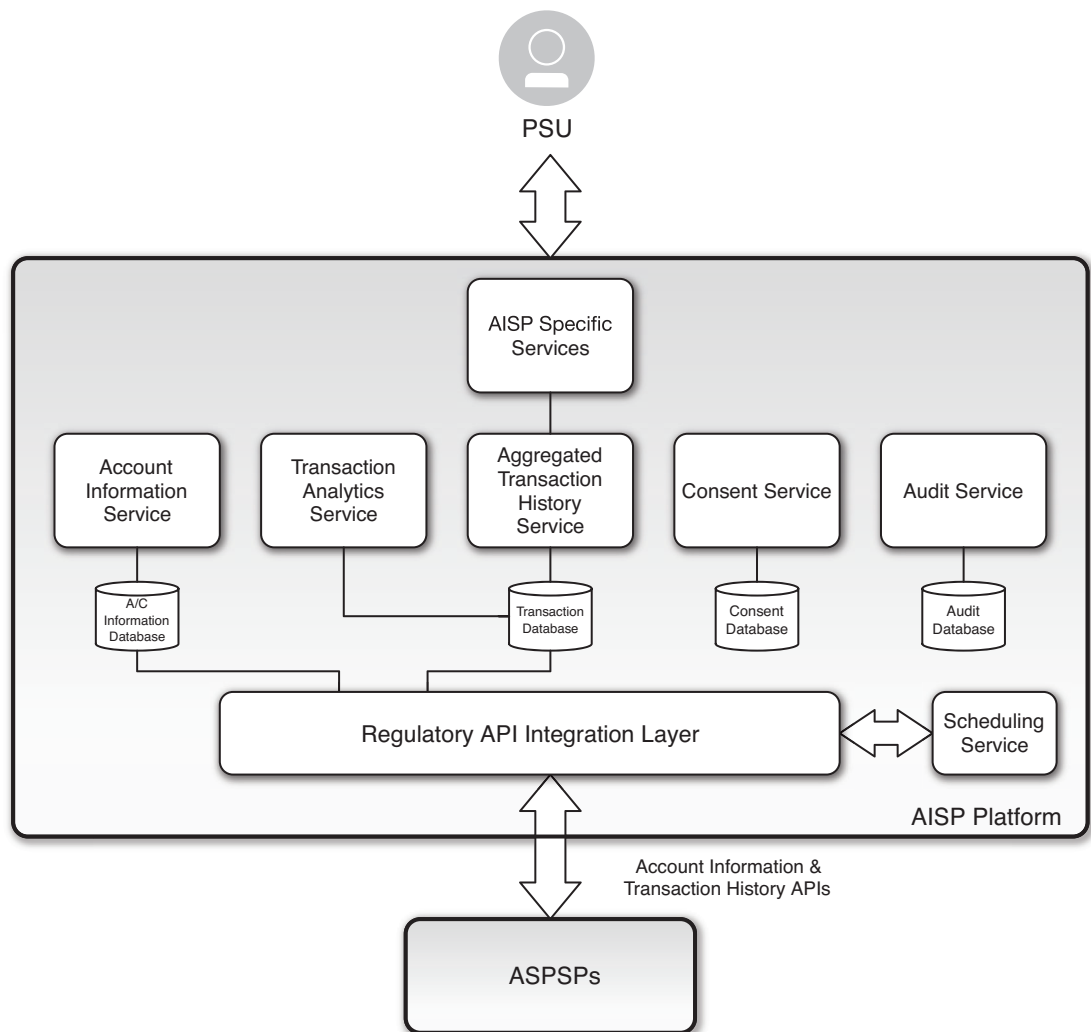 PSU
AISP Specific
Services
Account
Information
Service
Transaction
Analytics
Service
Aggregated
Transaction
History
Service
Consent Service
Audit Service
A/C
Information
Database
Transaction
Database
Consent
Database
Audit
Database
Regulatory API Integration Layer
Scheduling
Service
AISP Platform
Account Information &
Transaction History APIs
ASPSPs